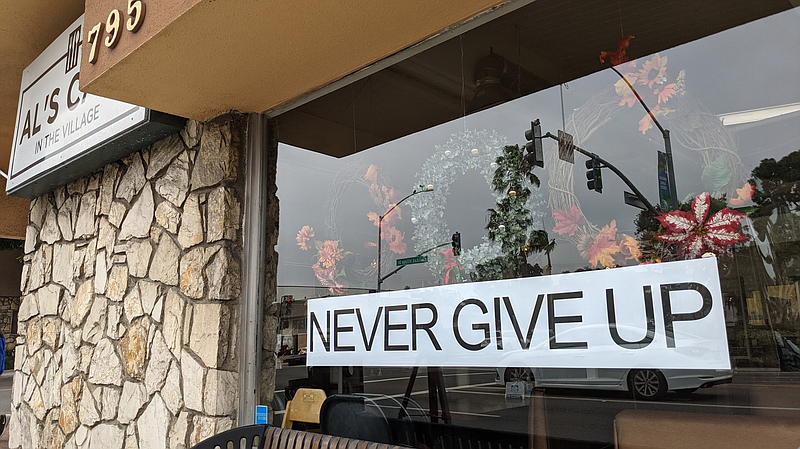 795
AL'S
IN THE VILLAGE
NEVER GIVE UP